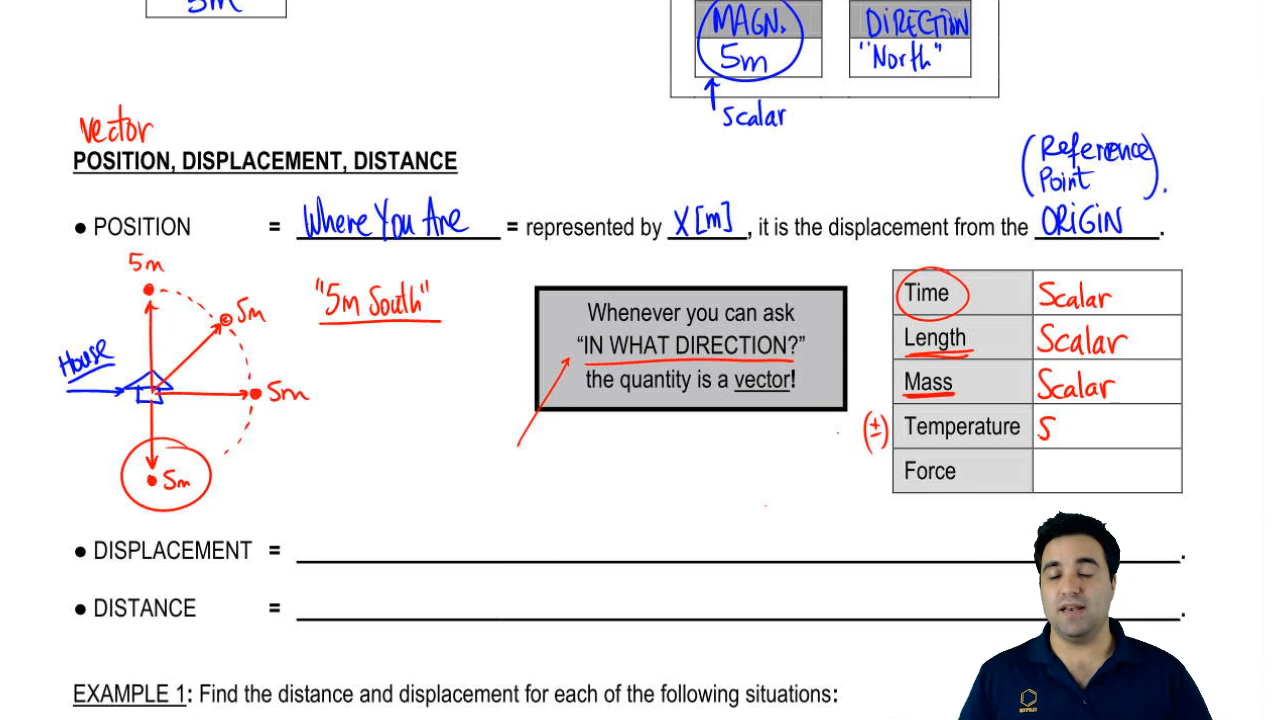 5m
MAGN. DIRECTION
5m "North"
scalar
vector
POSITION, DISPLACEMENT, DISTANCE
(Reference Point).
● POSITION = Where You Are = represented by X [m], it is the displacement from the ORIGIN.
5m
5m
House
5m
5m
"5m South"
Whenever you can ask
"IN WHAT DIRECTION?"
the quantity is a vector!
Time Scalar
Length Scalar
Mass Scalar
(±) Temperature S
Force
● DISPLACEMENT = .
● DISTANCE = .
EXAMPLE 1: Find the distance and displacement for each of the following situations: